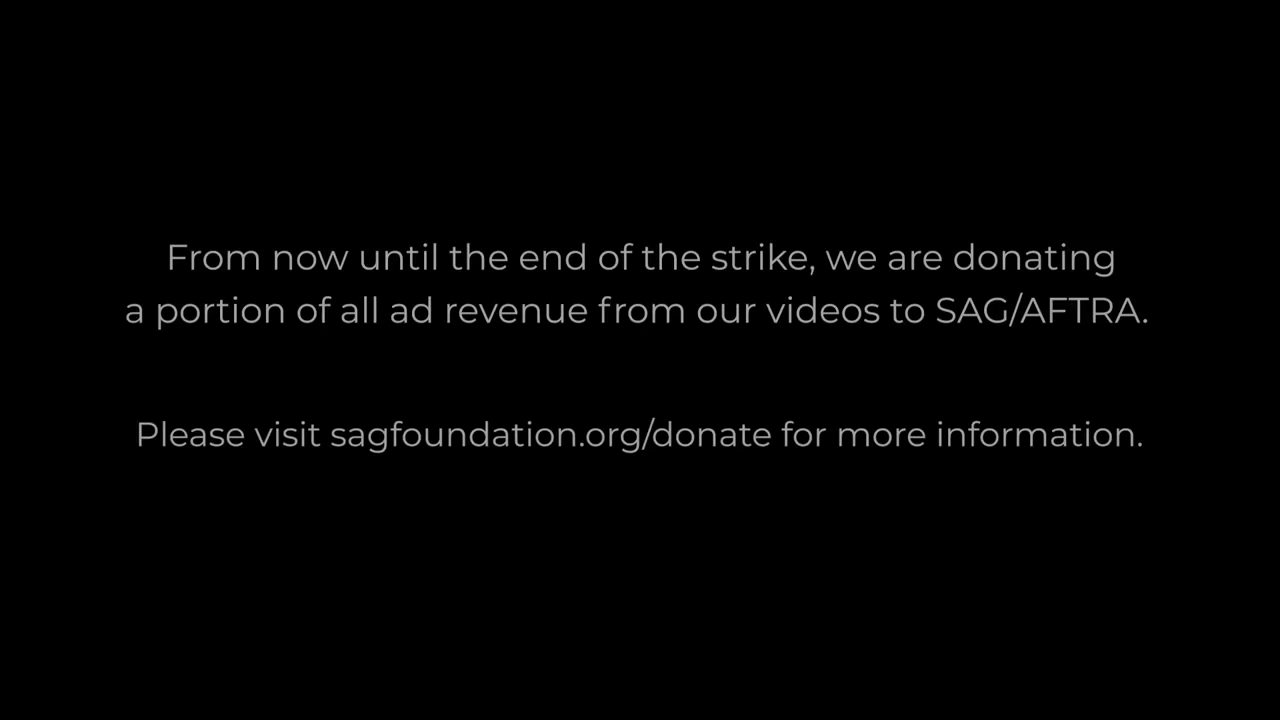 From now until the end of the strike, we are donating
a portion of all ad revenue from our videos to SAG/AFTRA.
Please visit sagfoundation.org/donate for more information.